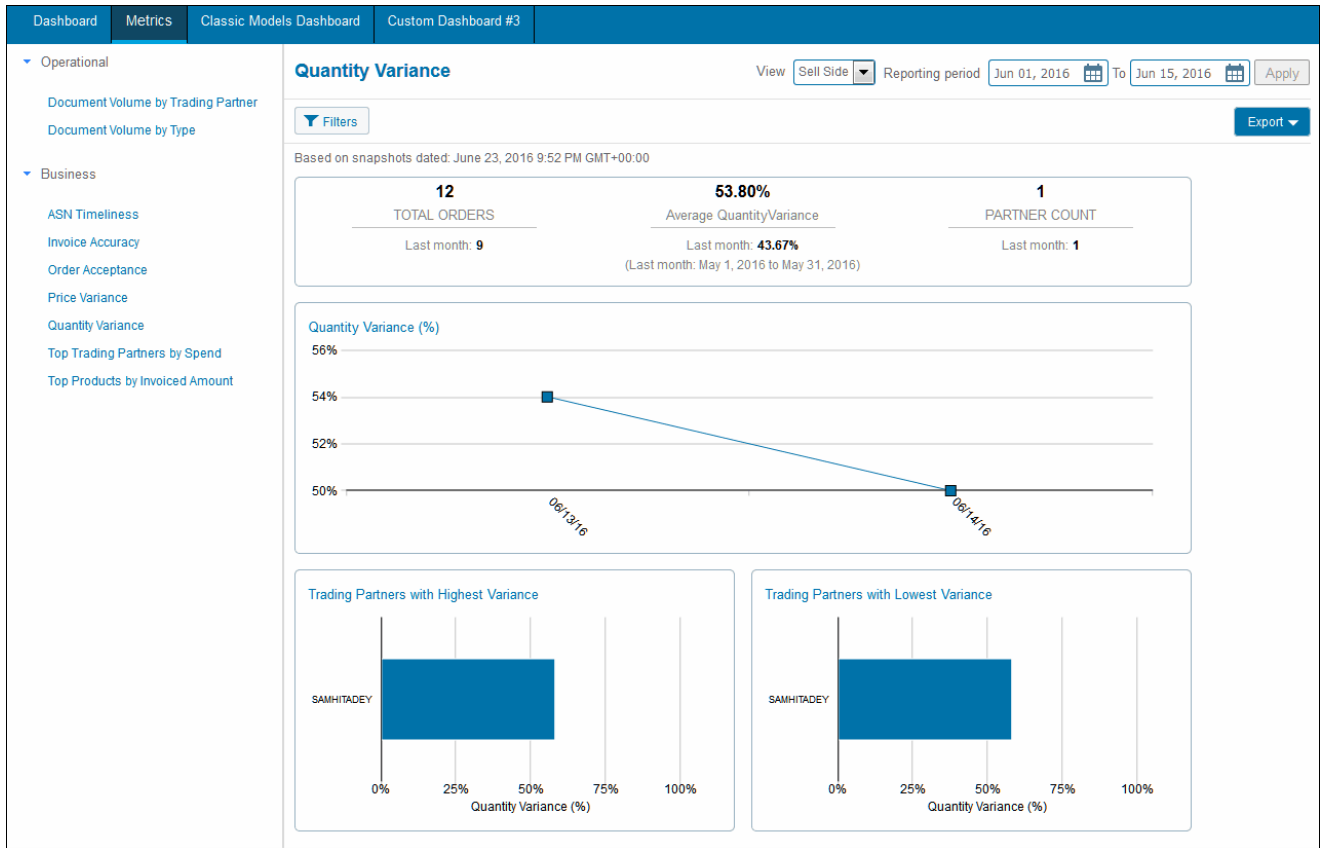 Dashboard Metrics Classic Models Dashboard Custom Dashboard #3
Operational
Document Volume by Trading Partner
Document Volume by Type
Business
ASN Timeliness
Invoice Accuracy
Order Acceptance
Price Variance
Quantity Variance
Top Trading Partners by Spend
Top Products by Invoiced Amount
Quantity Variance
View Sell Side Reporting period Jun 01, 2016 To Jun 15, 2016 Apply
Filters Export
Based on snapshots dated: June 23, 2016 9:52 PM GMT+00:00
12 53.80% 1
TOTAL ORDERS Average QuantityVariance PARTNER COUNT
Last month: 9 Last month: 43.67% Last month: 1
(Last month: May 1, 2016 to May 31, 2016)
Quantity Variance (%)
56%
54%
52%
50%
06/13/16 06/14/16
Trading Partners with Highest Variance
SAMHITADEY
0% 25% 50% 75% 100%
Quantity Variance (%)
Trading Partners with Lowest Variance
SAMHITADEY
0% 25% 50% 75% 100%
Quantity Variance (%)